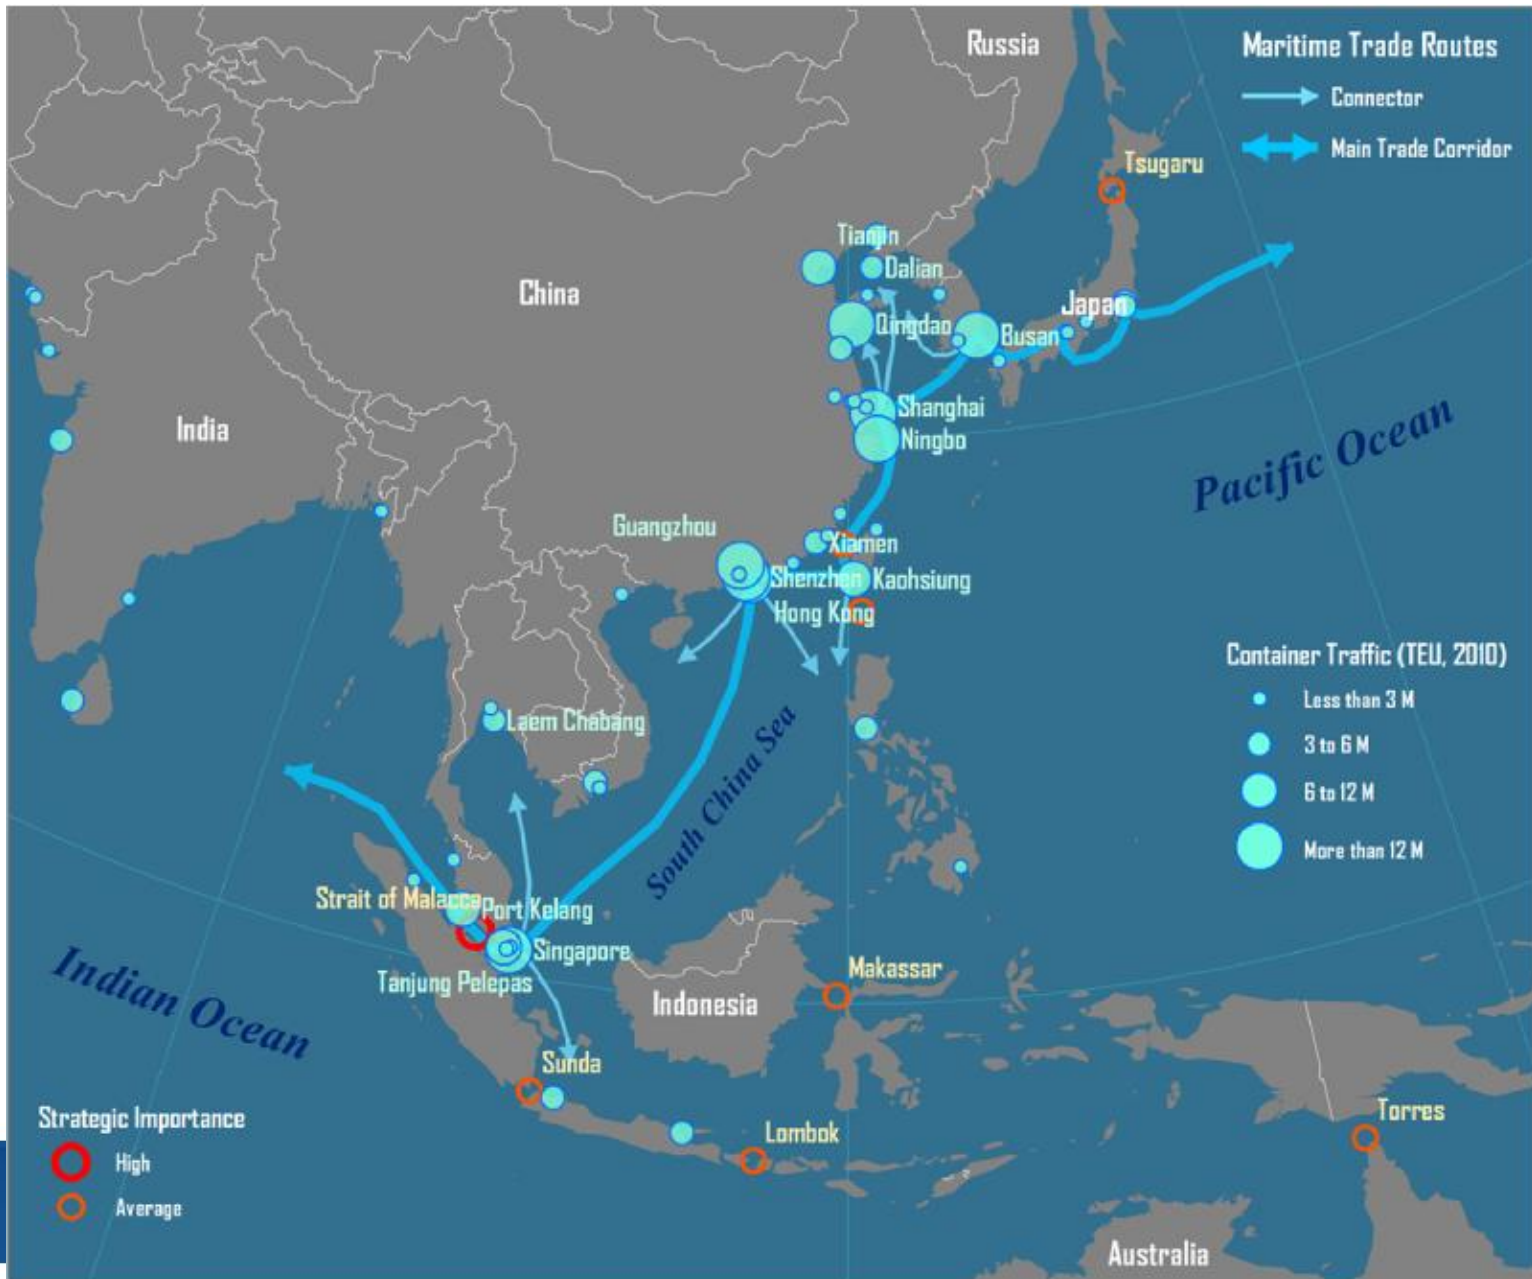 Russia
Maritime Trade Routes
Connector
Main Trade Corridor
Tsugaru
Tianjin
Dalian
China
Japan
Qingdao
Busan
Shanghai
India
Ningbo
Pacific Ocean
Guangzhou
Xiamen
Shenzhen
Kaohsiung
Hong Kong
Container Traffic (TEU, 2010)
Less than 3 M
3 to 6 M
6 to 12 M
More than 12 M
Laem Chabang
South China Sea
Strait of Malacca
Port Kelang
Singapore
Tanjung Pelepas
Makassar
Indonesia
Indian Ocean
Sunda
Strategic Importance
High
Average
Lombok
Torres
Australia